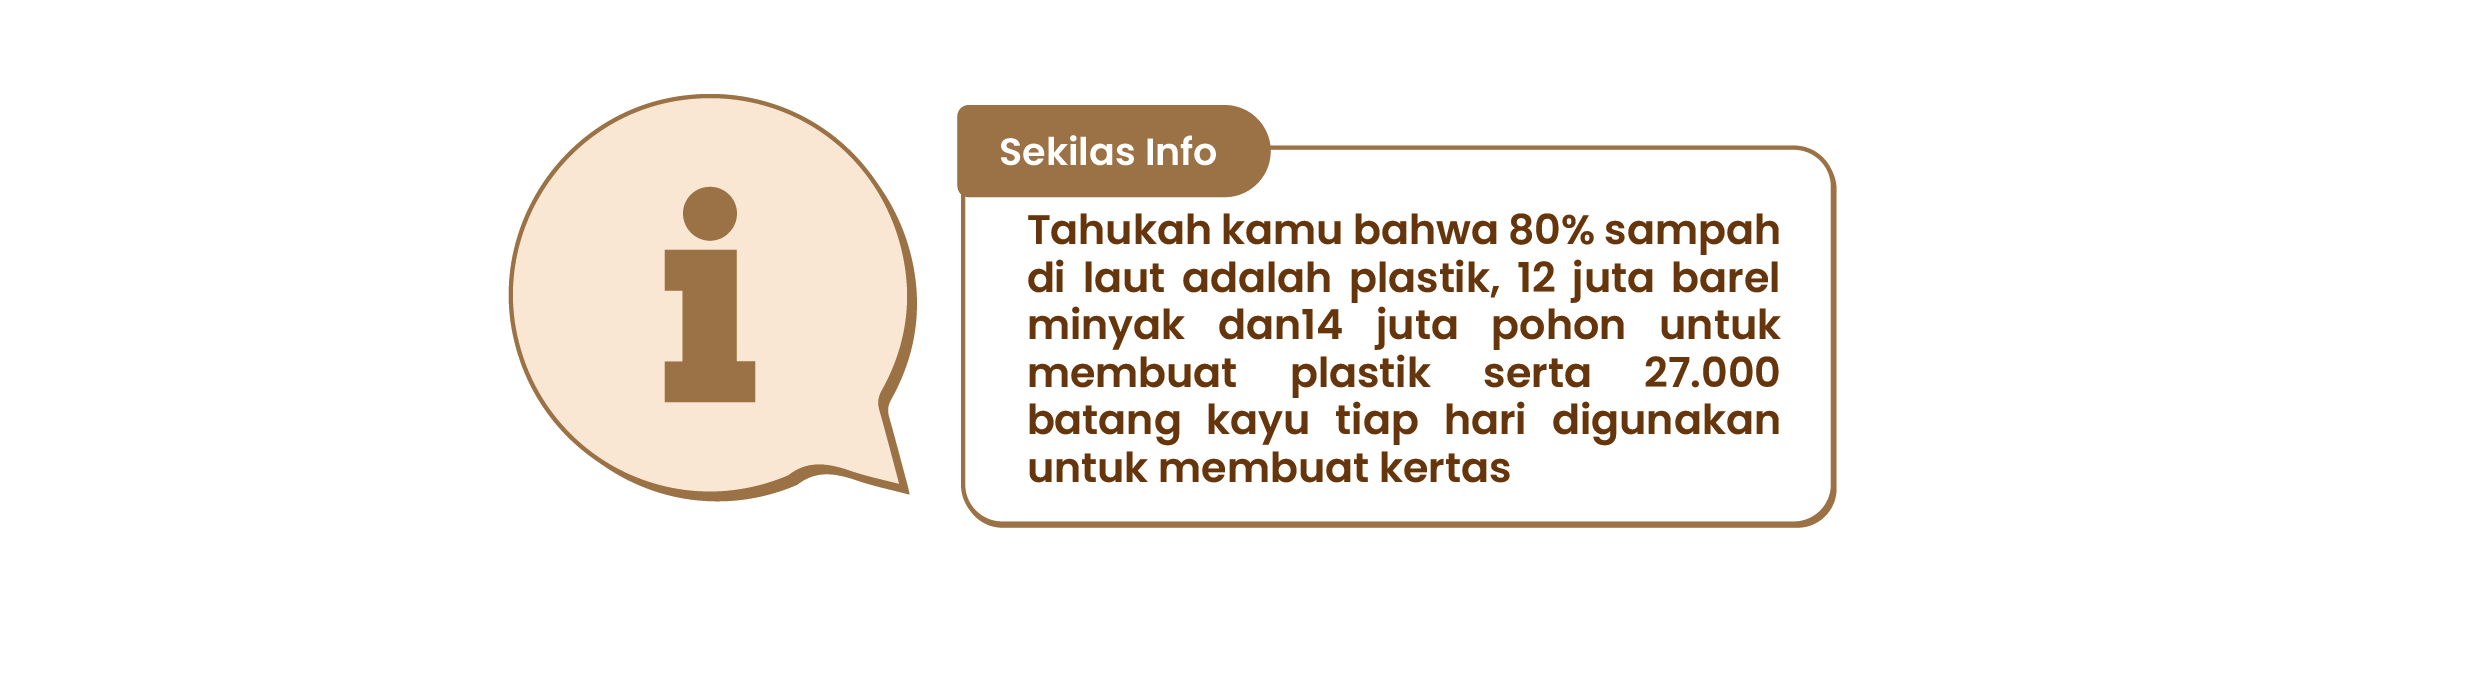 Sekilas Info
Tahukah kamu bahwa 80% sampah
di laut adalah plastik, 12 juta barel
minyak dan14 juta pohon untuk
membuat plastik serta 27.000
batang kayu tiap hari digunakan
untuk membuat kertas